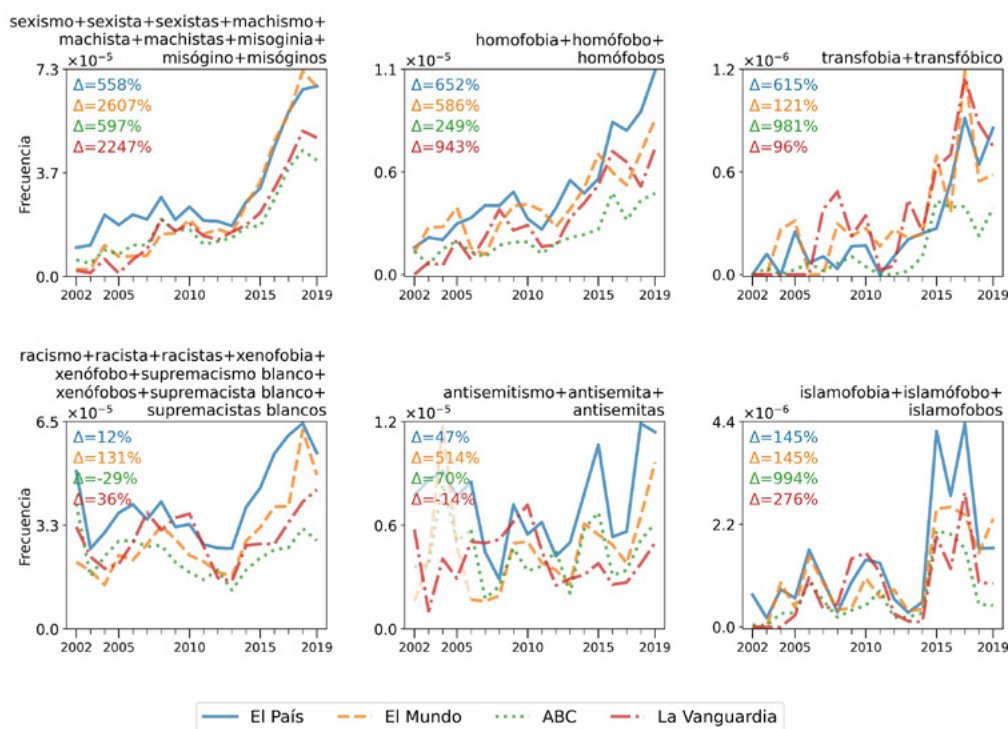 sexismo+sexista+sexistas+machismo+
machista+machistas+misoginia+
misógino+misóginos
×10⁻⁵
7.3
3.7
0.0
Frecuencia
Δ=558%
Δ=2607%
Δ=597%
Δ=2247%
2002 2005 2010 2015 2019
homofobia+homófobo+
homófobos
×10⁻⁵
1.1
0.6
0.0
Δ=652%
Δ=586%
Δ=249%
Δ=943%
2002 2005 2010 2015 2019
transfobia+transfóbico
×10⁻⁶
1.2
0.6
0.0
Δ=615%
Δ=121%
Δ=981%
Δ=96%
2002 2005 2010 2015 2019
racismo+racista+racistas+xenofobia+
xenófobo+supremacismo blanco+
xenófobos+supremacista blanco+
supremacistas blancos
×10⁻⁵
6.5
3.3
0.0
Frecuencia
Δ=12%
Δ=131%
Δ=-29%
Δ=36%
2002 2005 2010 2015 2019
antisemitismo+antisemita+
antisemitas
×10⁻⁵
1.2
0.6
0.0
Δ=47%
Δ=514%
Δ=70%
Δ=-14%
2002 2005 2010 2015 2019
islamofobia+islamófobo+
islamofobos
×10⁻⁶
4.4
2.2
0.0
Δ=145%
Δ=145%
Δ=994%
Δ=276%
2002 2005 2010 2015 2019
El País El Mundo ABC La Vanguardia